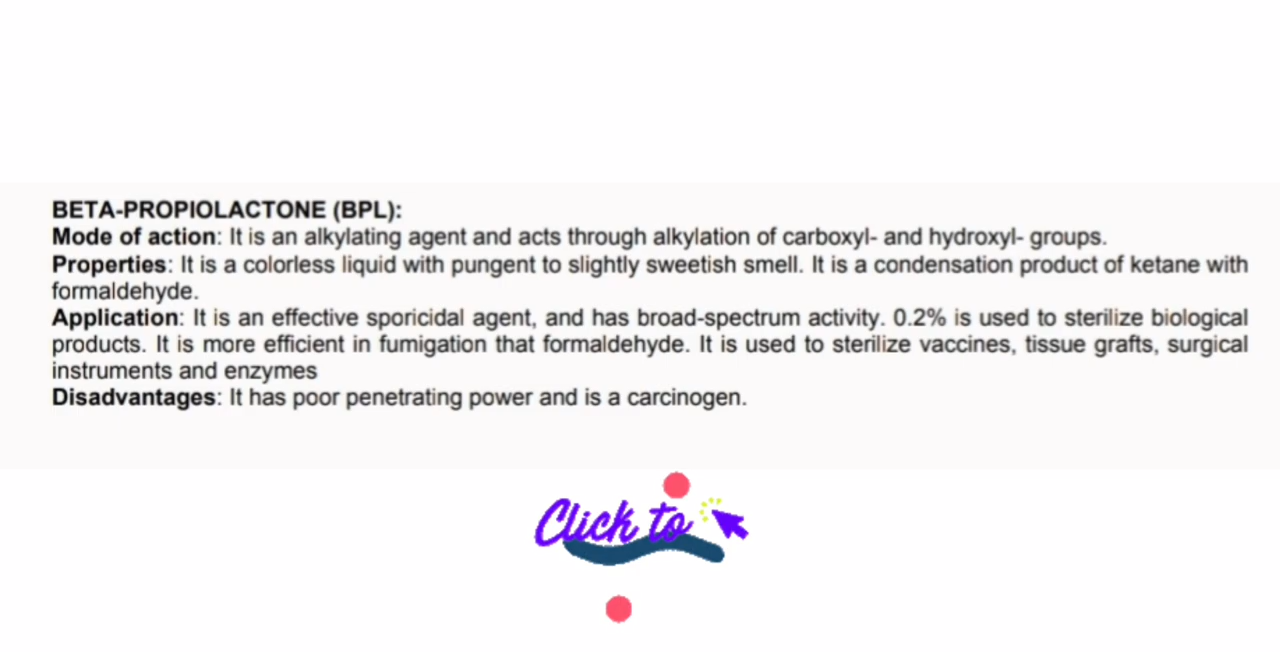 BETA-PROPIOLACTONE (BPL):
Mode of action: It is an alkylating agent and acts through alkylation of carboxyl- and hydroxyl- groups.
Properties: It is a colorless liquid with pungent to slightly sweetish smell. It is a condensation product of ketane with
formaldehyde.
Application: It is an effective sporicidal agent, and has broad-spectrum activity. 0.2% is used to sterilize biological
products. It is more efficient in fumigation that formaldehyde. It is used to sterilize vaccines, tissue grafts, surgical
instruments and enzymes
Disadvantages: It has poor penetrating power and is a carcinogen.
Click to